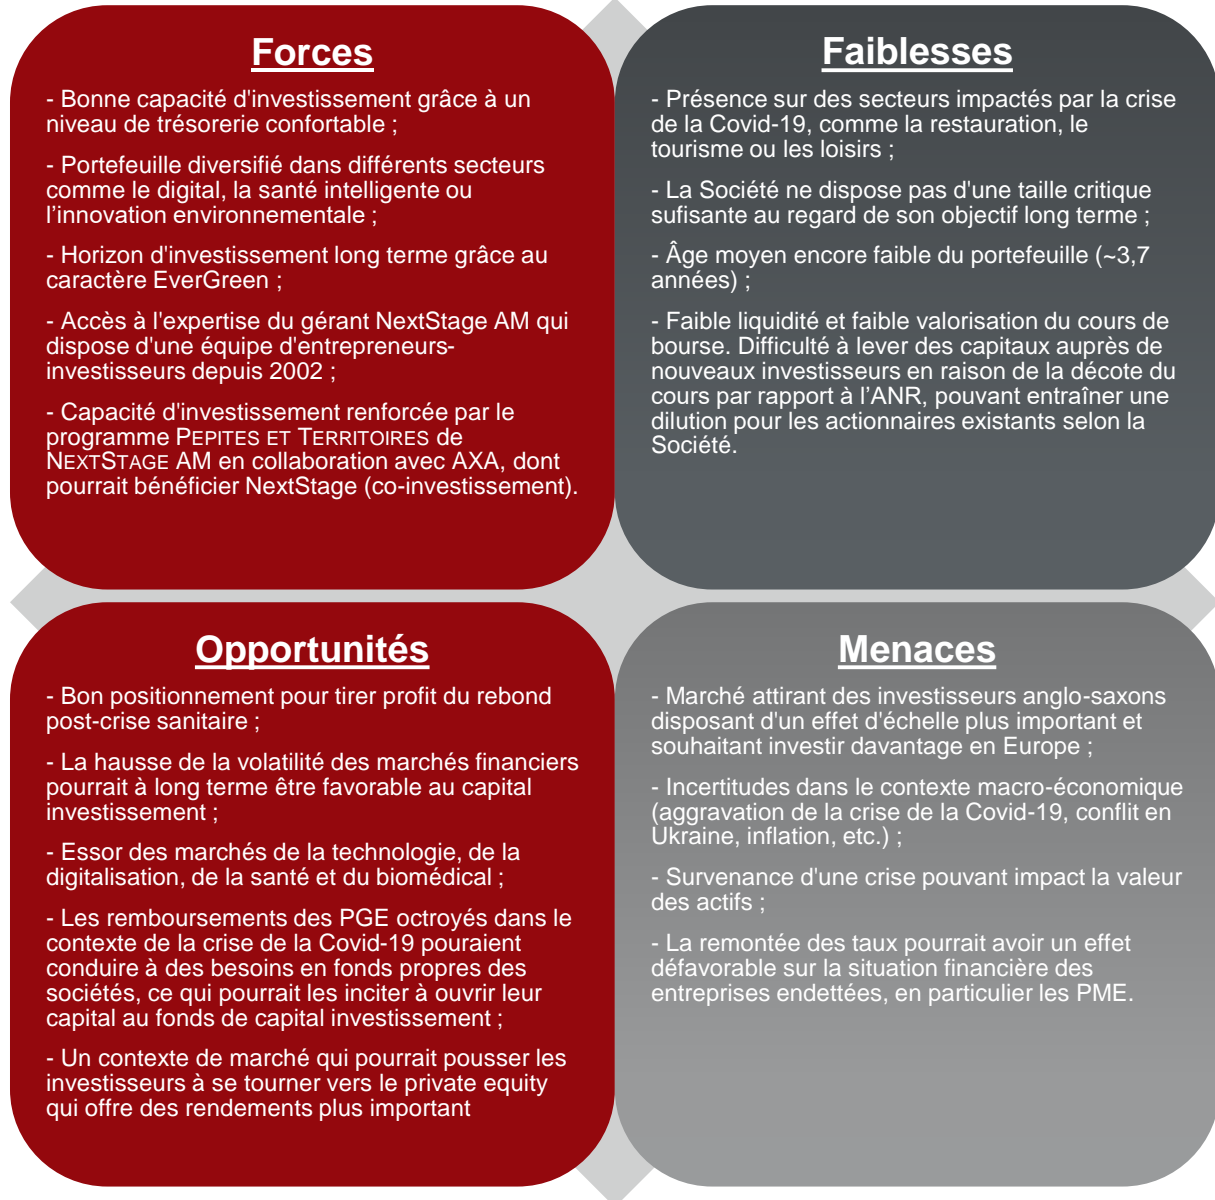 Forces
- Bonne capacité d'investissement grâce à un
niveau de trésorerie confortable ;
- Portefeuille diversifié dans différents secteurs
comme le digital, la santé intelligente ou
l’innovation environnementale ;
- Horizon d'investissement long terme grâce au
caractère EverGreen ;
- Accès à l'expertise du gérant NextStage AM qui
dispose d'une équipe d'entrepreneurs-
investisseurs depuis 2002 ;
- Capacité d'investissement renforcée par le
programme PEPITES ET TERRITOIRES de
NEXTSTAGE AM en collaboration avec AXA, dont
pourrait bénéficier NextStage (co-investissement).
Faiblesses
- Présence sur des secteurs impactés par la crise
de la Covid-19, comme la restauration, le
tourisme ou les loisirs ;
- La Société ne dispose pas d'une taille critique
sufisante au regard de son objectif long terme ;
- Âge moyen encore faible du portefeuille (~3,7
années) ;
- Faible liquidité et faible valorisation du cours de
bourse. Difficulté à lever des capitaux auprès de
nouveaux investisseurs en raison de la décote du
cours par rapport à l’ANR, pouvant entraîner une
dilution pour les actionnaires existants selon la
Société.
Opportunités
- Bon positionnement pour tirer profit du rebond
post-crise sanitaire ;
- La hausse de la volatilité des marchés financiers
pourrait à long terme être favorable au capital
investissement ;
- Essor des marchés de la technologie, de la
digitalisation, de la santé et du biomédical ;
- Les remboursements des PGE octroyés dans le
contexte de la crise de la Covid-19 pouraient
conduire à des besoins en fonds propres des
sociétés, ce qui pourrait les inciter à ouvrir leur
capital au fonds de capital investissement ;
- Un contexte de marché qui pourrait pousser les
investisseurs à se tourner vers le private equity
qui offre des rendements plus important
Menaces
- Marché attirant des investisseurs anglo-saxons
disposant d'un effet d'échelle plus important et
souhaitant investir davantage en Europe ;
- Incertitudes dans le contexte macro-économique
(aggravation de la crise de la Covid-19, conflit en
Ukraine, inflation, etc.) ;
- Survenance d'une crise pouvant impact la valeur
des actifs ;
- La remontée des taux pourrait avoir un effet
défavorable sur la situation financière des
entreprises endettées, en particulier les PME.